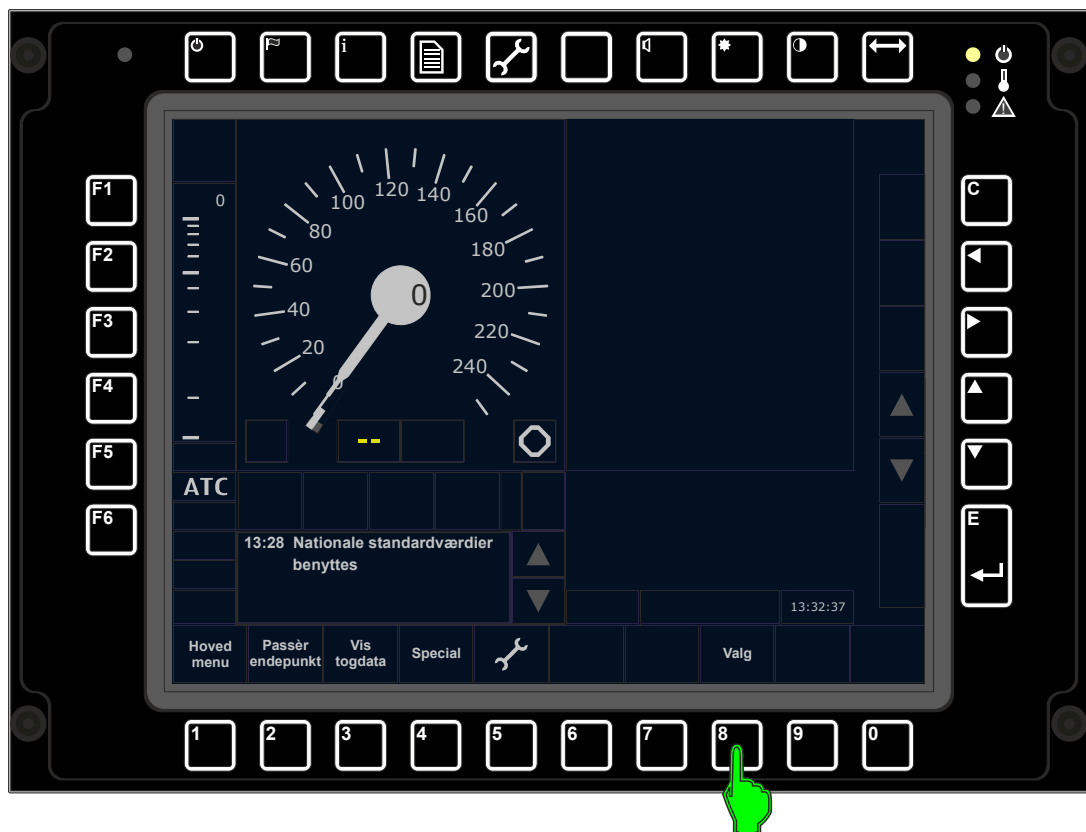 i
F1
F2
F3
F4
F5
F6
C
E
0
0
20
40
60
80
100
120
140
160
180
200
220
240
0
--
ATC
13:28 Nationale standardværdier
benyttes
13:32:37
Hoved
menu
Passèr
endepunkt
Vis
togdata
Special
Valg
1
2
3
4
5
6
7
8
9
0